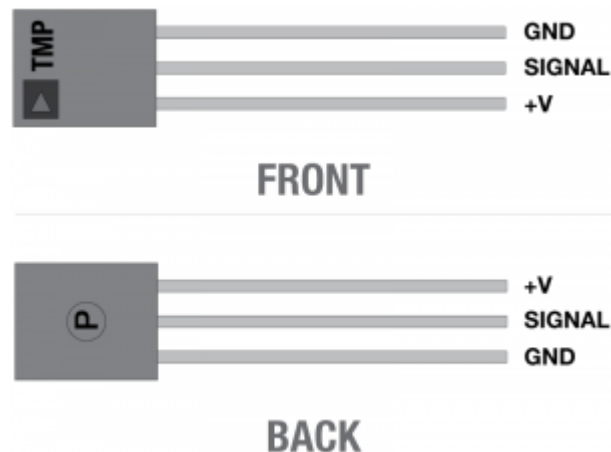 TMP
GND
SIGNAL
+V
FRONT
P
+V
SIGNAL
GND
BACK